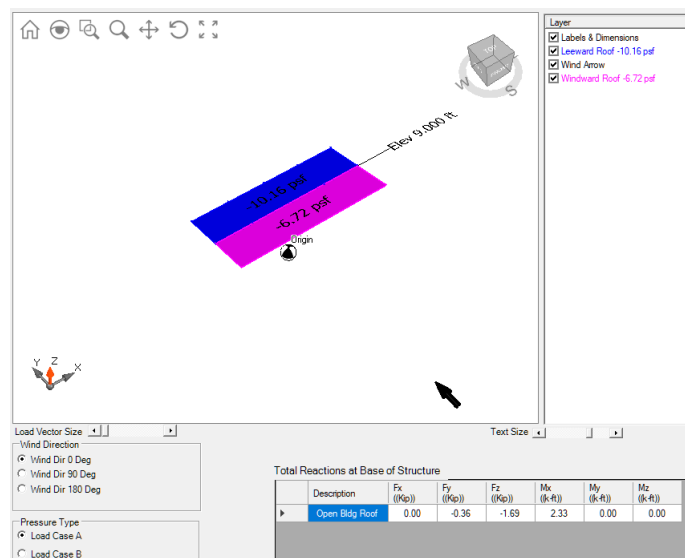 Layer
Labels & Dimensions
Leeward Roof -10.16 psf
Wind Arrow
Windward Roof -6.72 psf
TOP
W
S
Elev 9.000 ft
-10.16 psf
-6.72 psf
Origin
Y Z X
Load Vector Size
Text Size
Wind Direction
Wind Dir 0 Deg
Wind Dir 90 Deg
Wind Dir 180 Deg
Pressure Type
Load Case A
Load Case B
Total Reactions at Base of Structure
Description Fx ((Kip)) Fy ((Kip)) Fz ((Kip)) Mx ((k-ft)) My ((k-ft)) Mz ((k-ft))
Open Bldg Roof 0.00 -0.36 -1.69 2.33 0.00 0.00